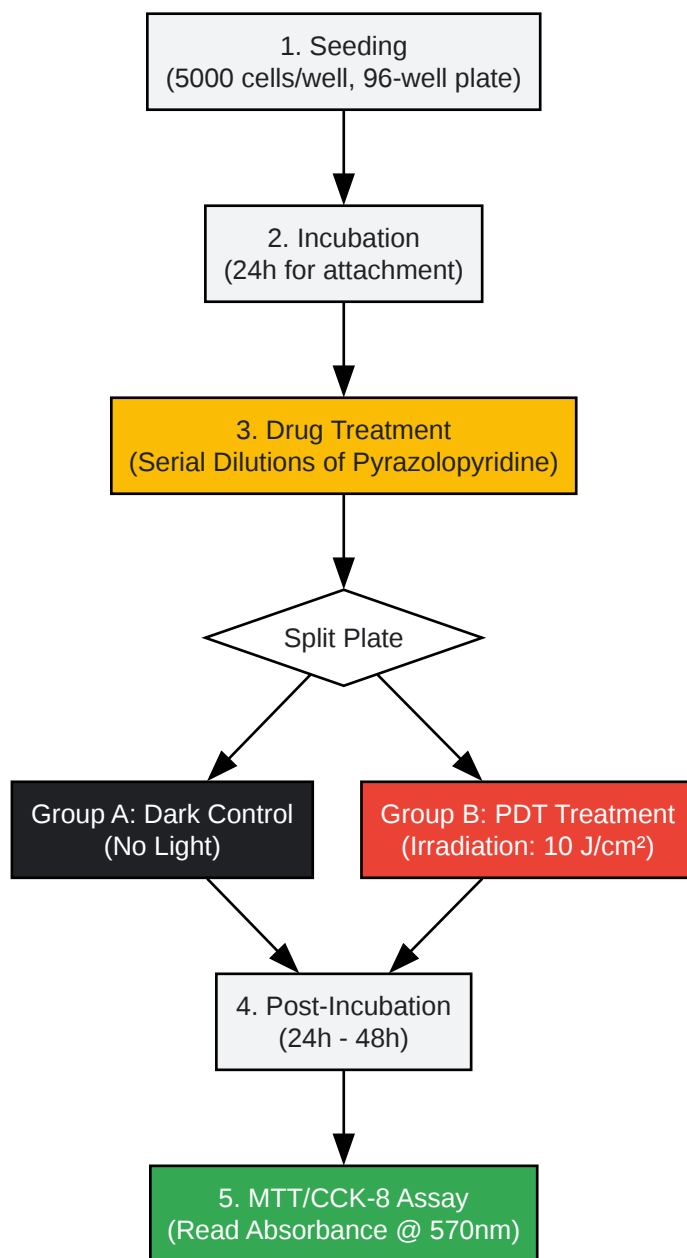 1. Seeding
(5000 cells/well, 96-well plate)
2. Incubation
(24h for attachment)
3. Drug Treatment
(Serial Dilutions of Pyrazolopyridine)
Split Plate
Group A: Dark Control
(No Light)
Group B: PDT Treatment
(Irradiation: 10 J/cm²)
4. Post-Incubation
(24h - 48h)
5. MTT/CCK-8 Assay
(Read Absorbance @ 570nm)